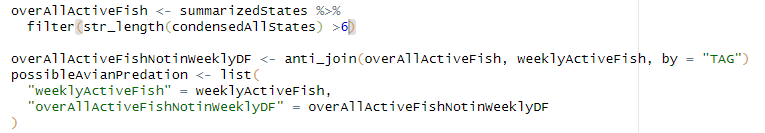 overAllActiveFish <- summarizedStates %>%
filter(str_length(condensedAllStates) >6)
overAllActiveFishNotinWeeklyDF <- anti_join(overAllActiveFish, weeklyActiveFish, by = "TAG")
possibleAvianPredation <- list(
"weeklyActiveFish" = weeklyActiveFish,
"overAllActiveFishNotinWeeklyDF" = overAllActiveFishNotinWeeklyDF
)